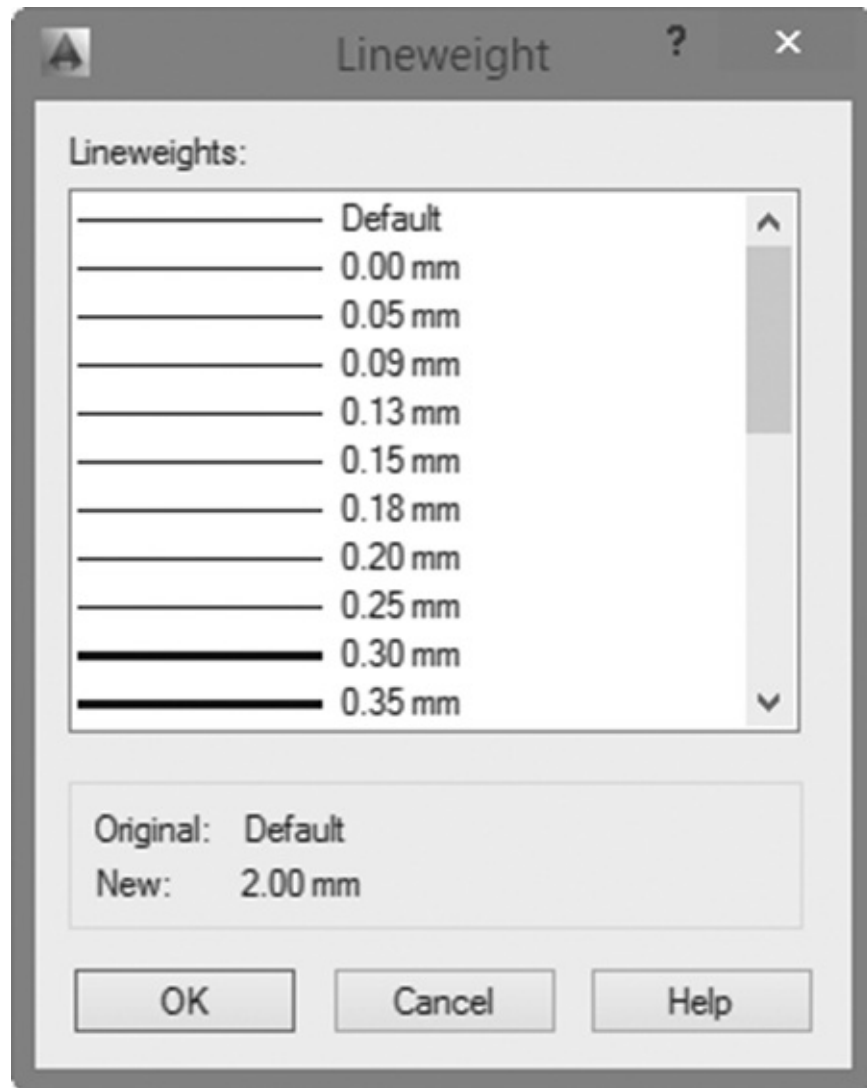 Lineweight ? ×
Lineweights:
Default
0.00 mm
0.05 mm
0.09 mm
0.13 mm
0.15 mm
0.18 mm
0.20 mm
0.25 mm
0.30 mm
0.35 mm
Original: Default
New: 2.00 mm
OK Cancel Help